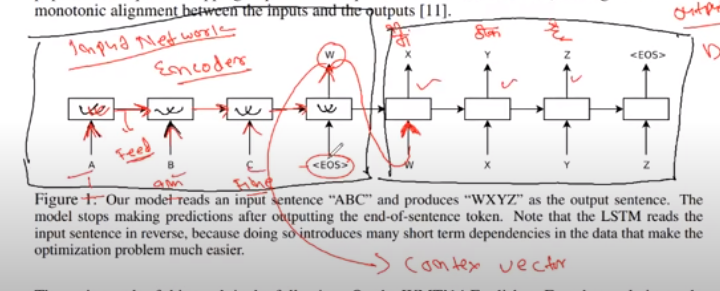 monotonic alignment between the inputs and the outputs [11].
Input Network
Encoder
W X Y Z <EOS>
Feed
A B C <EOS> W X Y Z
I am Fine
Figure 1: Our model reads an input sentence “ABC” and produces “WXYZ” as the output sentence. The
model stops making predictions after outputting the end-of-sentence token. Note that the LSTM reads the
input sentence in reverse, because doing so introduces many short term dependencies in the data that make the
optimization problem much easier.
Contex vector